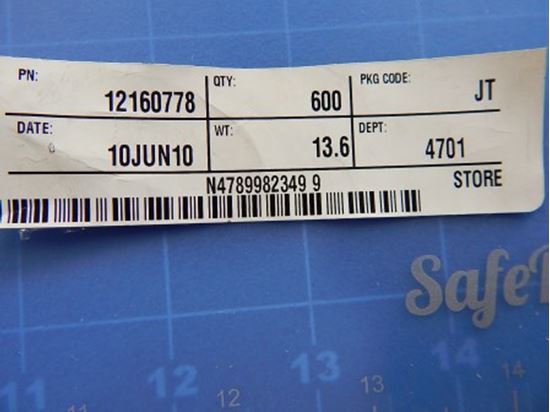 PN: 12160778 QTY: 600 PKG CODE: JT
DATE: 10JUN10 WT: 13.6 DEPT: 4701
N4789982349 9 STORE
11 12 13 14
12 13 14